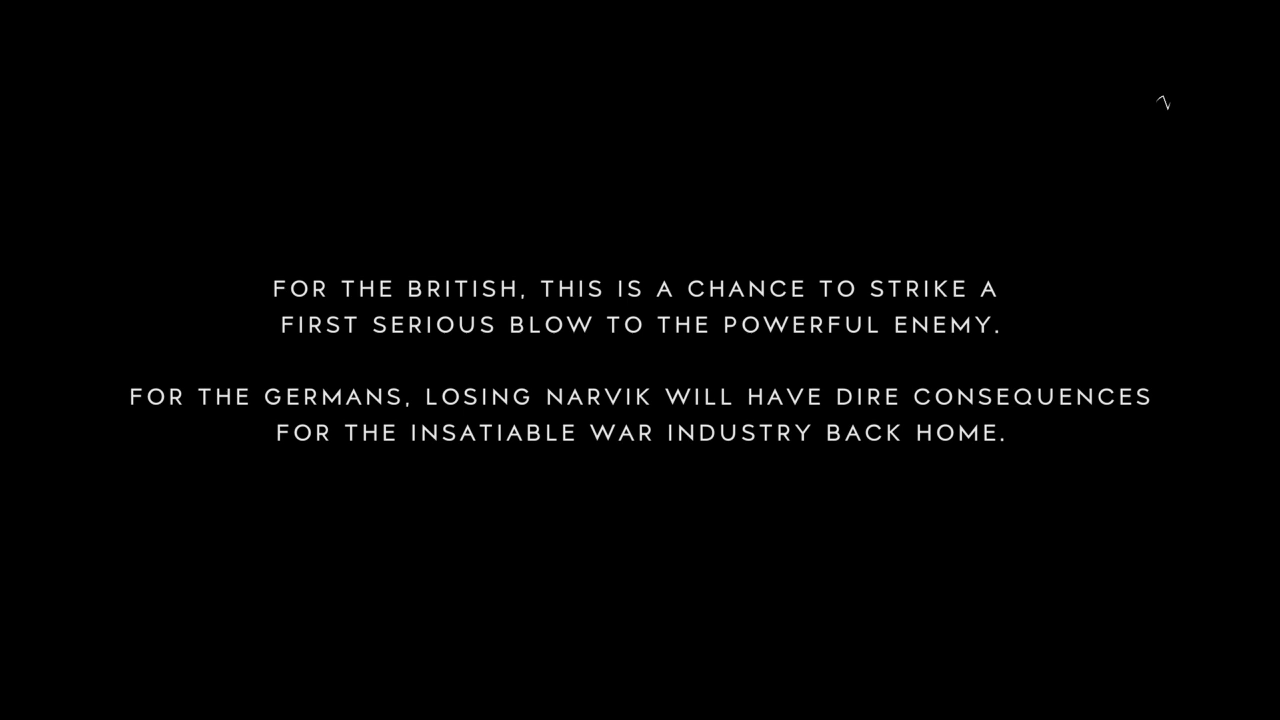 FOR THE BRITISH, THIS IS A CHANCE TO STRIKE A
FIRST SERIOUS BLOW TO THE POWERFUL ENEMY.
FOR THE GERMANS, LOSING NARVIK WILL HAVE DIRE CONSEQUENCES
FOR THE INSATIABLE WAR INDUSTRY BACK HOME.